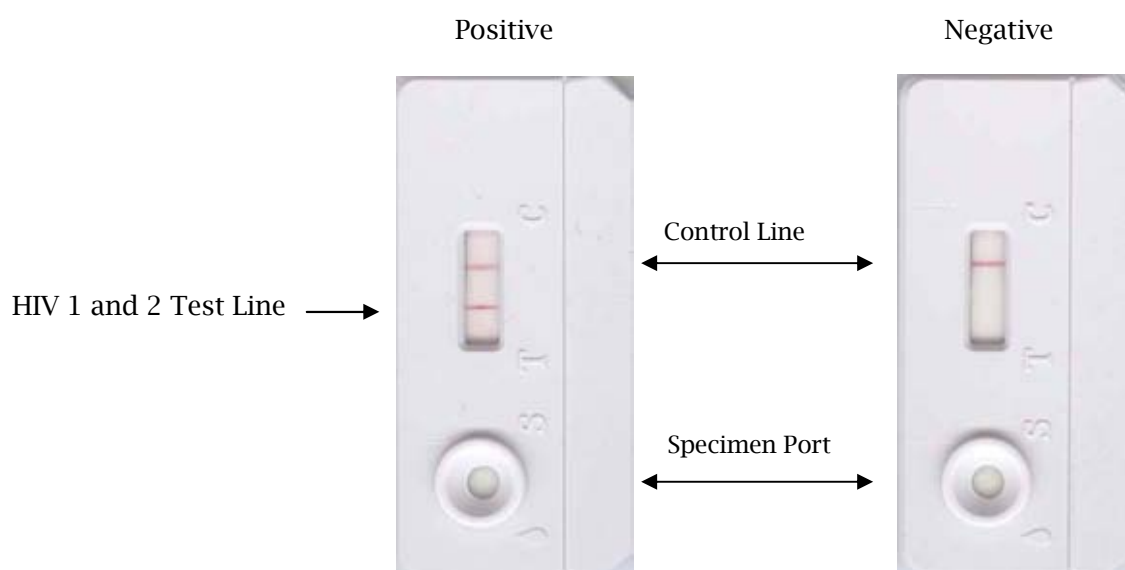 Positive
Negative
C
C
Control Line
HIV 1 and 2 Test Line
T
T
S
S
Specimen Port